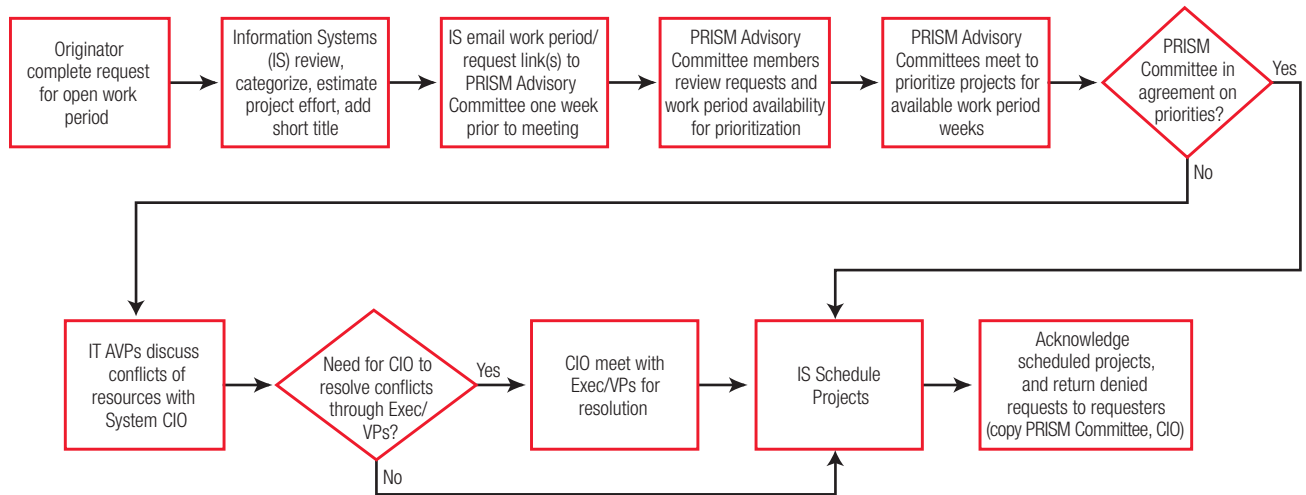 Originator
complete request
for open work
period
Information Systems
(IS) review,
categorize, estimate
project effort, add
short title
IS email work period/
request link(s) to
PRISM Advisory
Committee one week
prior to meeting
PRISM Advisory
Committee members
review requests and
work period availability
for prioritization
PRISM Advisory
Committees meet to
prioritize projects for
available work period
weeks
PRISM
Committee in
agreement on
priorities?
Yes
No
IT AVPs discuss
conflicts of
resources with
System CIO
Need for CIO to
resolve conflicts
through Exec/
VPs?
Yes
No
CIO meet with
Exec/VPs for
resolution
IS Schedule
Projects
Acknowledge
scheduled projects,
and return denied
requests to requesters
(copy PRISM Committee, CIO)